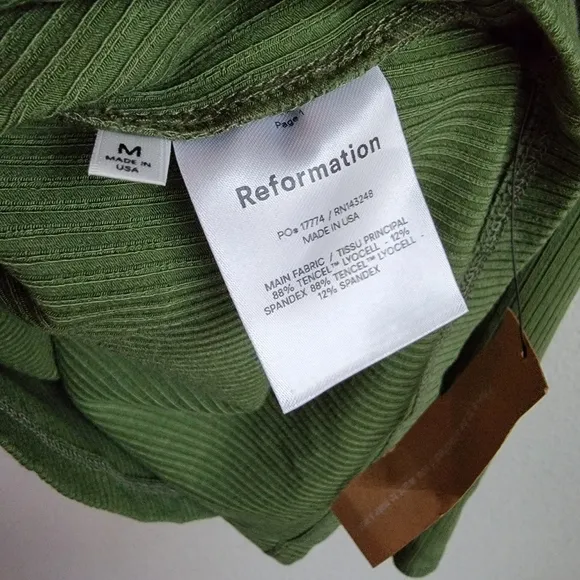 M
MADE IN
USA
Page 1
Reformation
POs 17774 / RN143248
MADE IN USA
MAIN FABRIC / TISSU PRINCIPAL
88% TENCEL™ LYOCELL - 12%
SPANDEX 88% TENCEL™ LYOCELL -
12% SPANDEX